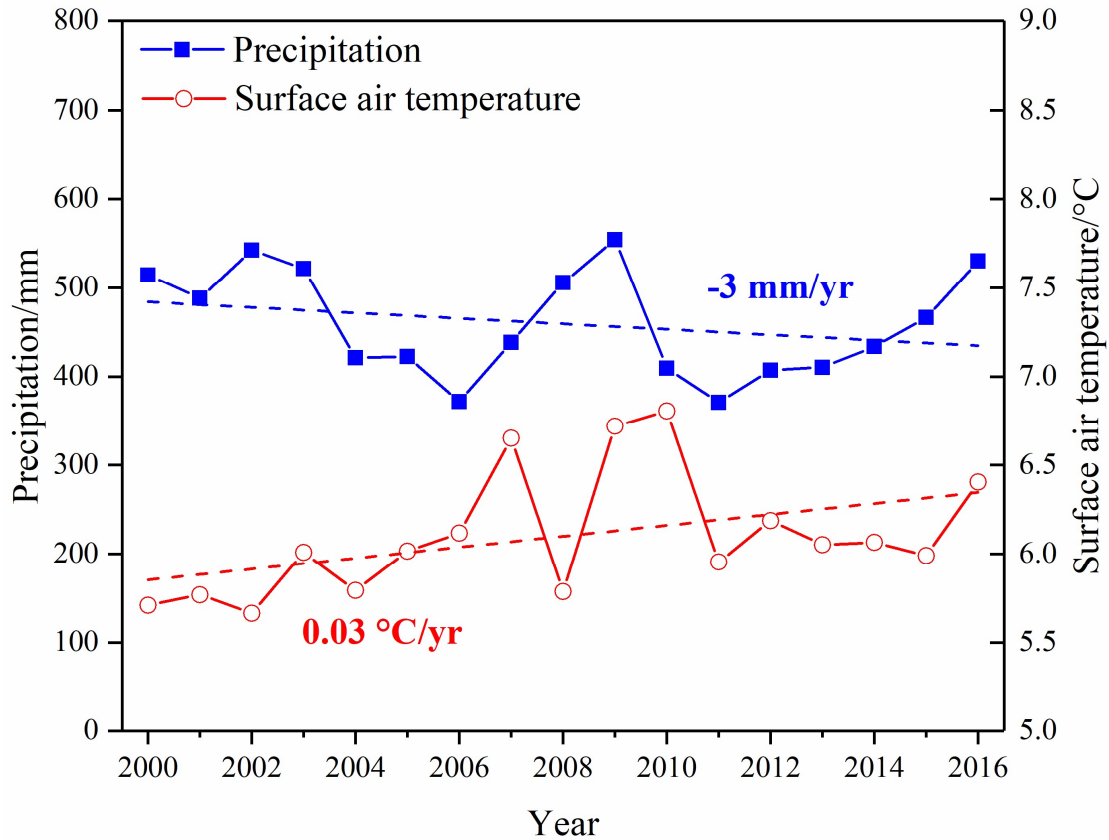 Precipitation
Surface air temperature
Precipitation/mm
800
700
600
500
400
300
200
100
0
-3 mm/yr
0.03 °C/yr
9.0
8.5
8.0
7.5
7.0
6.5
6.0
5.5
5.0
Surface air temperature/°C
2000 2002 2004 2006 2008 2010 2012 2014 2016
Year